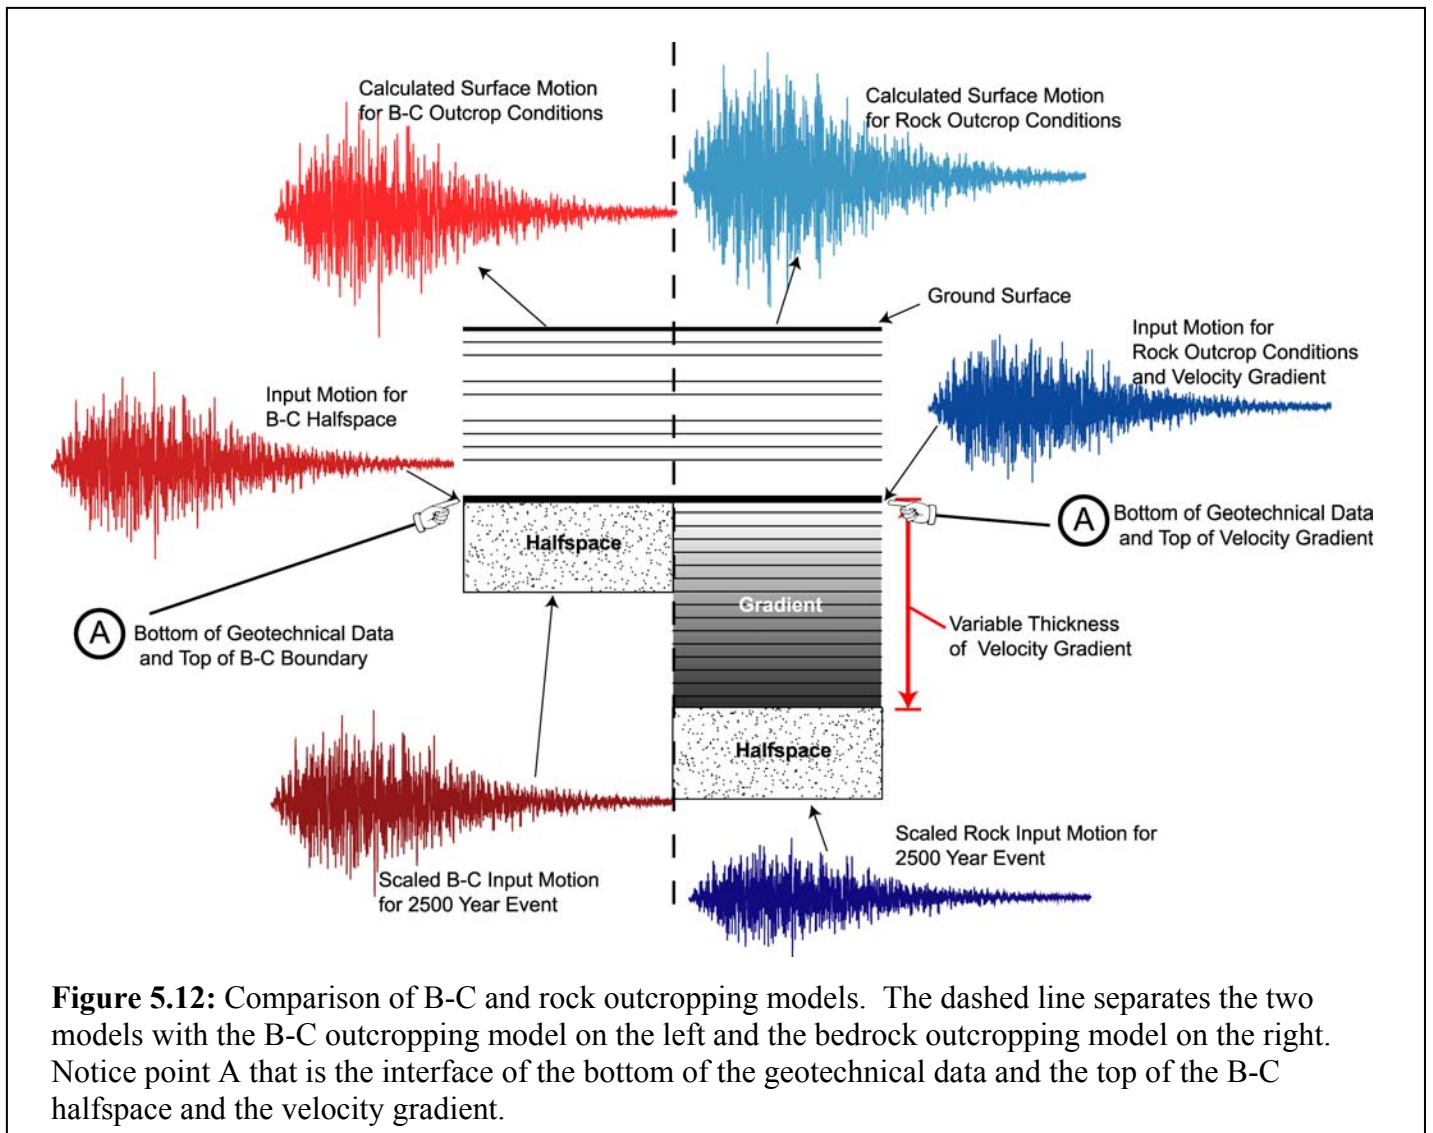 Calculated Surface Motion
for B-C Outcrop Conditions
Calculated Surface Motion
for Rock Outcrop Conditions
Ground Surface
Input Motion for
Rock Outcrop Conditions
and Velocity Gradient
Input Motion for
B-C Halfspace
A
Bottom of Geotechnical Data
and Top of Velocity Gradient
Halfspace
Gradient
A
Bottom of Geotechnical Data
and Top of B-C Boundary
Variable Thickness
of Velocity Gradient
Halfspace
Scaled Rock Input Motion for
2500 Year Event
Scaled B-C Input Motion
for 2500 Year Event
Figure 5.12: Comparison of B-C and rock outcropping models. The dashed line separates the two
models with the B-C outcropping model on the left and the bedrock outcropping model on the right.
Notice point A that is the interface of the bottom of the geotechnical data and the top of the B-C
halfspace and the velocity gradient.